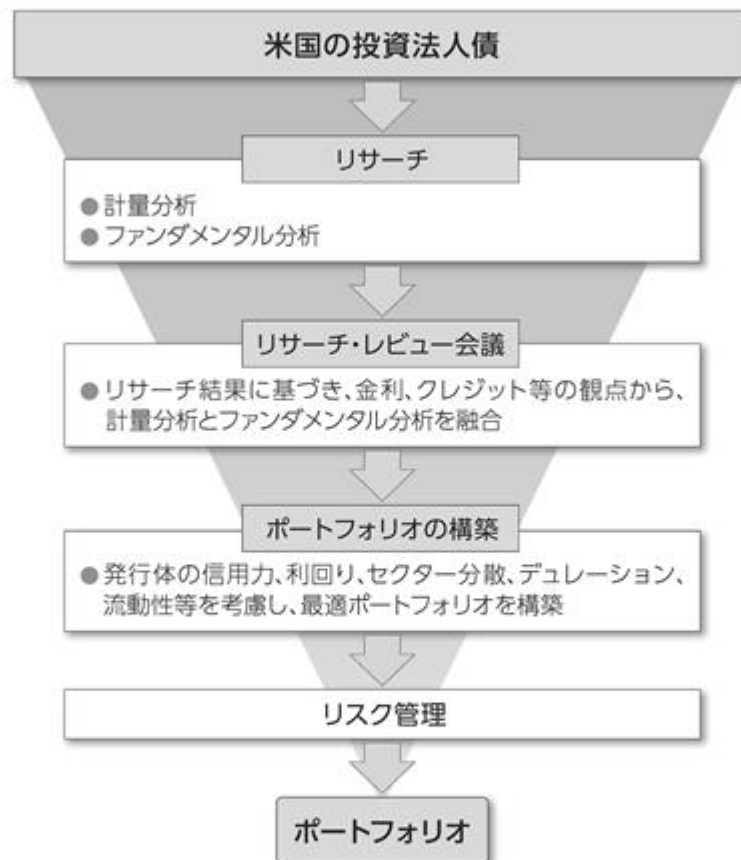 米国の投資法人債
リサーチ
●計量分析
●ファンダメンタル分析
リサーチ・レビュー会議
●リサーチ結果に基づき、金利、クレジット等の観点から、
計量分析とファンダメンタル分析を融合
ポートフォリオの構築
●発行体の信用力、利回り、セクター分散、デュレーション、
流動性等を考慮し、最適ポートフォリオを構築
リスク管理
ポートフォリオ